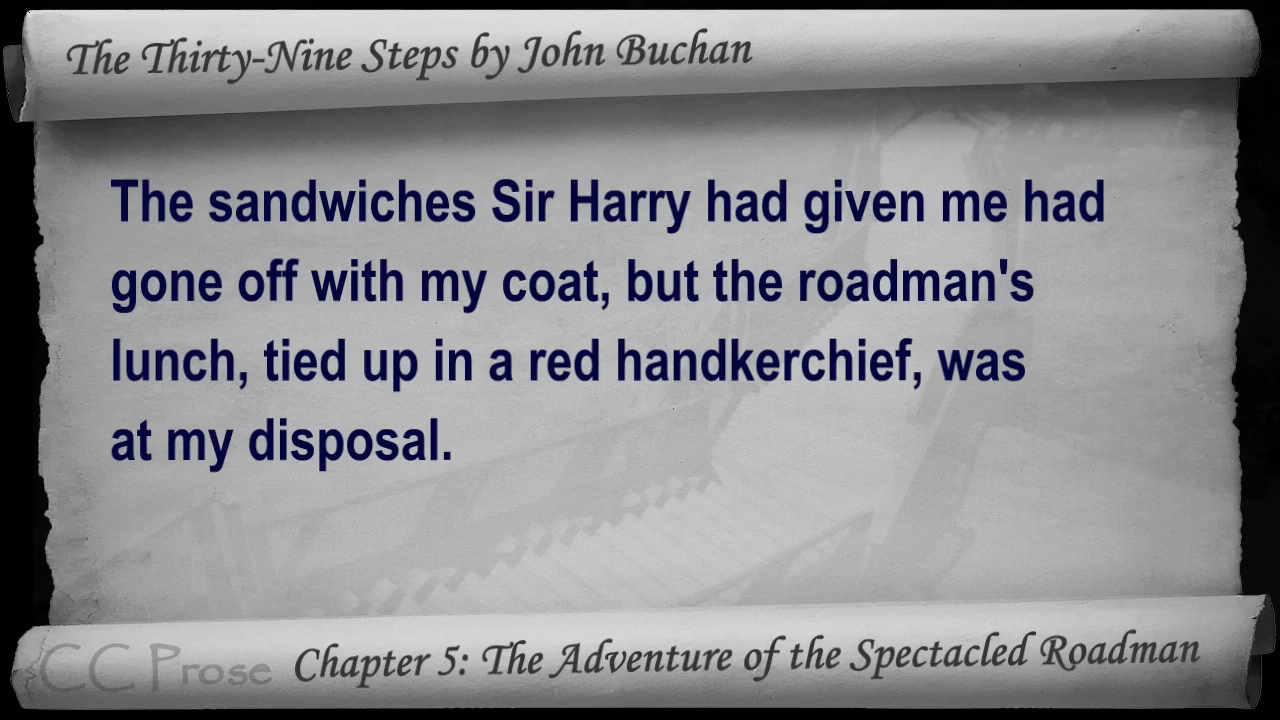 The Thirty-Nine Steps by John Buchan
The sandwiches Sir Harry had given me had
gone off with my coat, but the roadman's
lunch, tied up in a red handkerchief, was
at my disposal.
CC Prose Chapter 5: The Adventure of the Spectacled Roadman